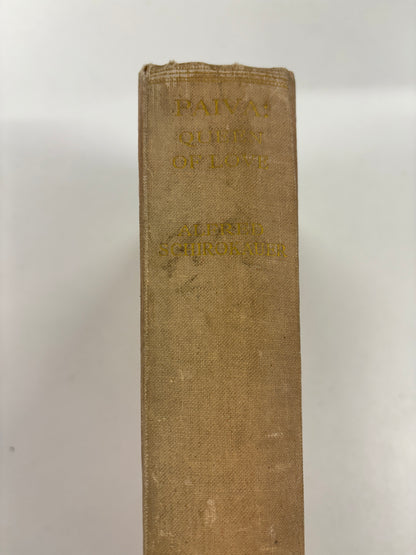 PAIVA:
QUEEN
OF LOVE
ALFRED
SCHIROKAUER